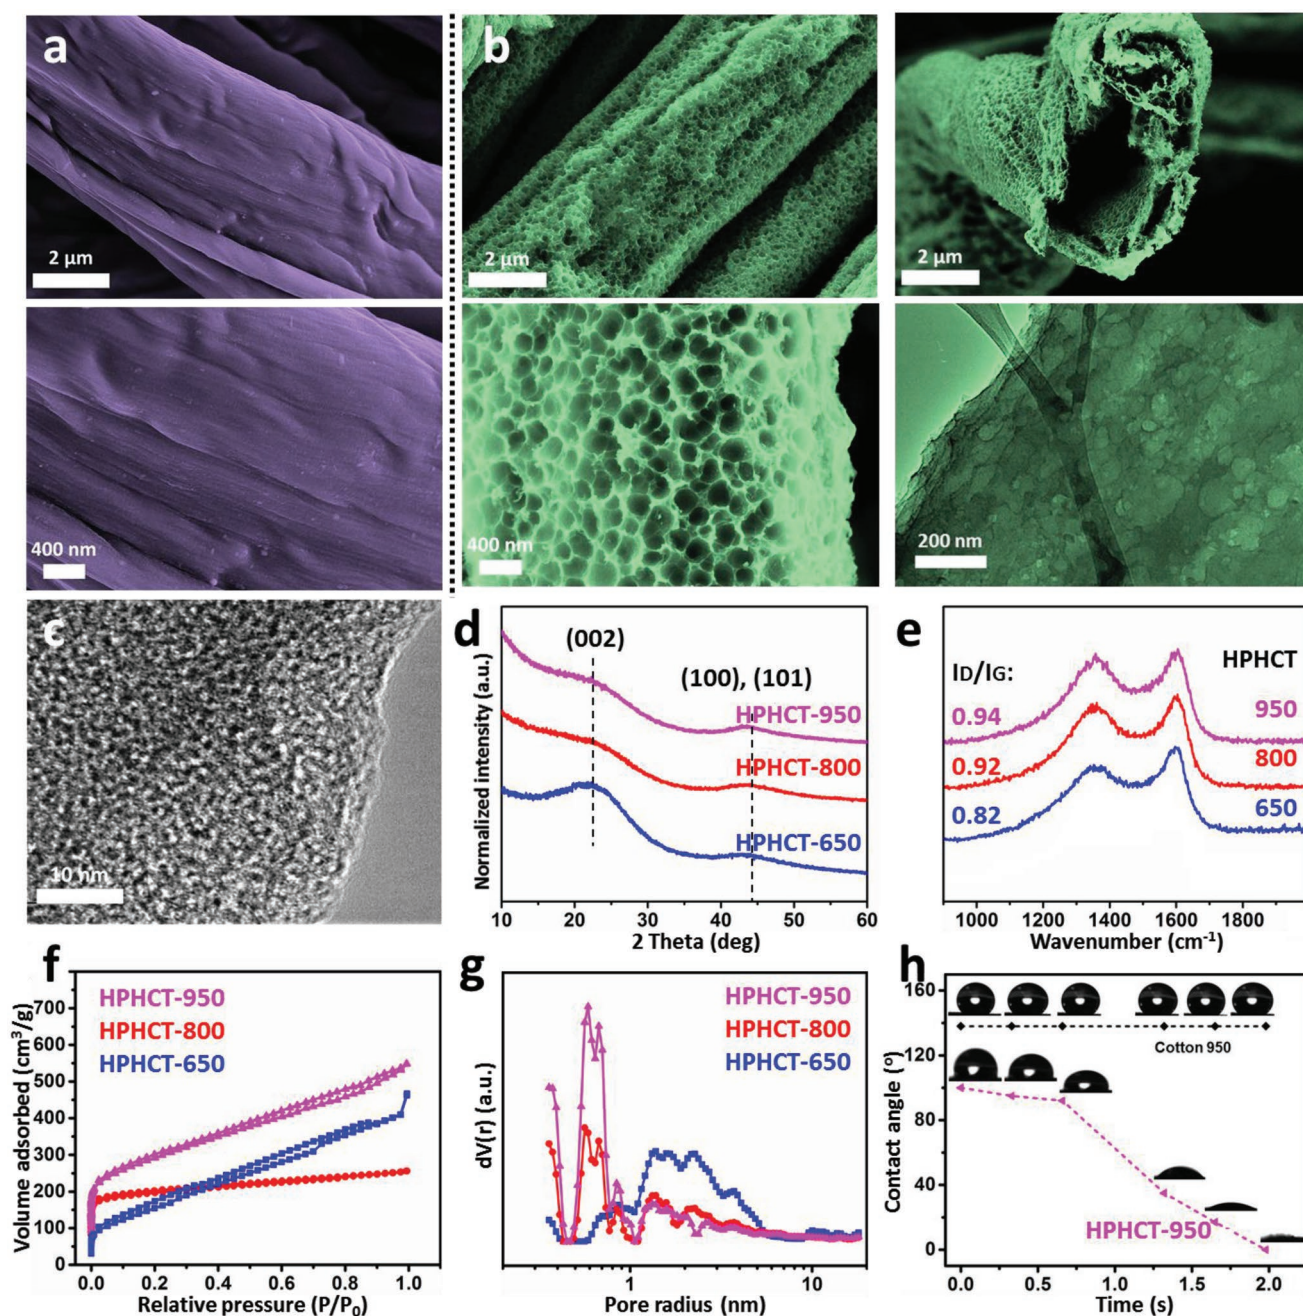 a
2 µm
400 nm
b
2 µm
2 µm
400 nm
200 nm
c
10 nm
d
(002)
(100), (101)
HPHCT-950
HPHCT-800
HPHCT-650
Normalized intensity (a.u.)
10 20 30 40 50 60
2 Theta (deg)
e
ID/IG:
HPHCT
0.94
950
0.92
800
0.82
650
1000 1200 1400 1600 1800
Wavenumber (cm⁻¹)
f
HPHCT-950
HPHCT-800
HPHCT-650
700
600
500
400
300
200
100
0
Volume adsorbed (cm³/g)
0.0 0.2 0.4 0.6 0.8 1.0
Relative pressure (P/P₀)
g
HPHCT-950
HPHCT-800
HPHCT-650
dV(r) (a.u.)
1 10
Pore radius (nm)
h
160
120
80
40
0
Contact angle (°)
Cotton 950
HPHCT-950
0.0 0.5 1.0 1.5 2.0
Time (s)